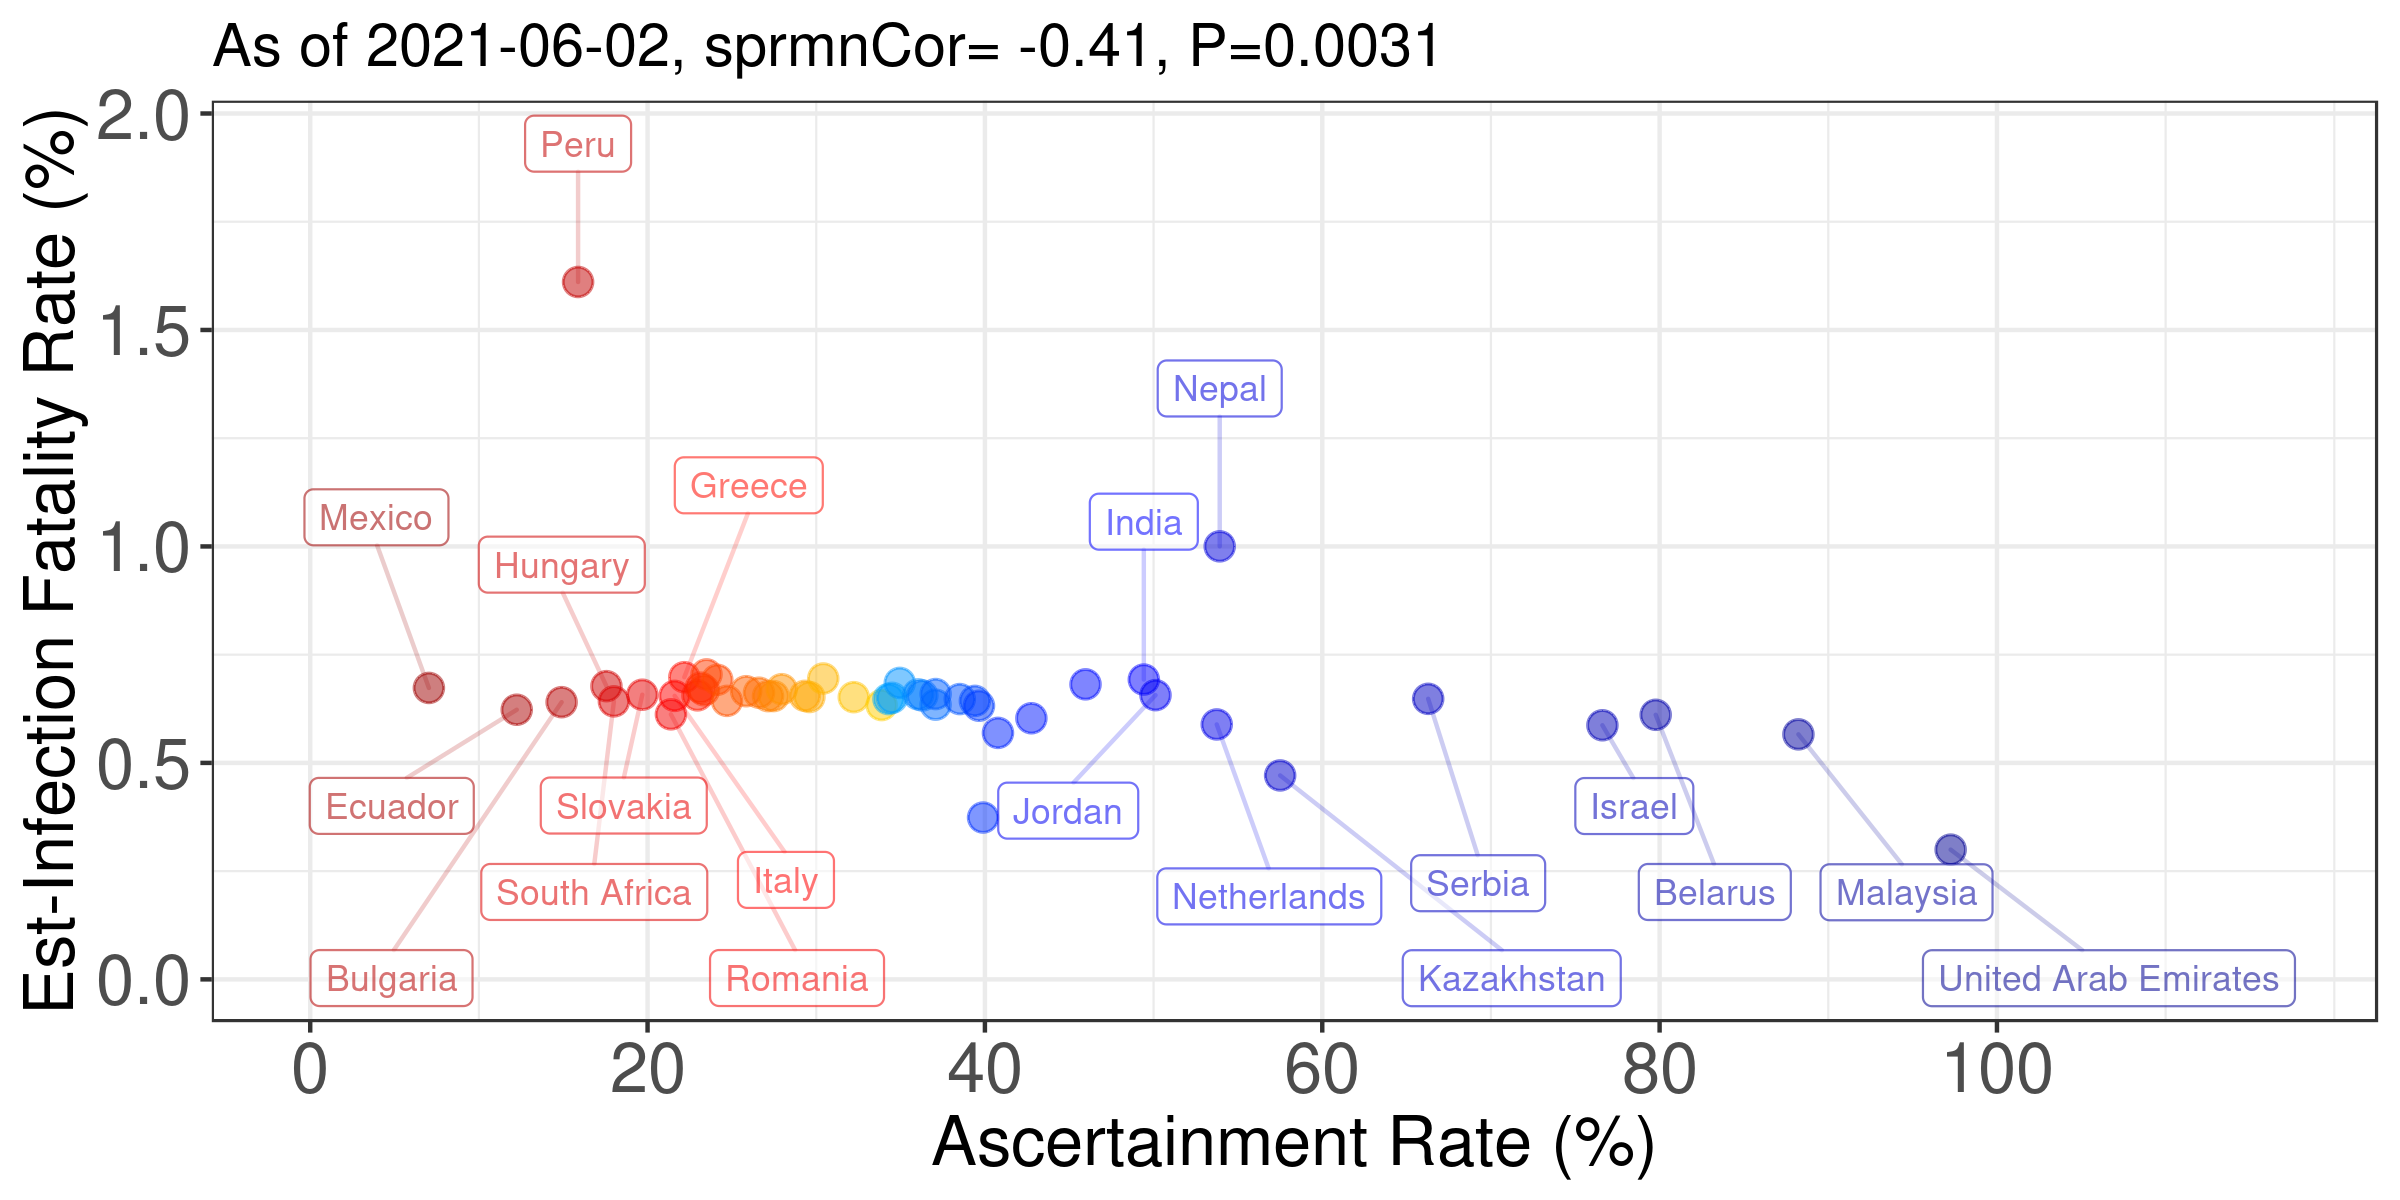 As of 2021-06-02, sprmnCor= -0.41, P=0.0031
Est-Infection Fatality Rate (%)
2.0
1.5
1.0
0.5
0.0
Peru
Nepal
Greece
Mexico
India
Hungary
Ecuador
Slovakia
Jordan
Israel
Italy
Serbia
South Africa
Netherlands
Belarus
Malaysia
Bulgaria
Romania
Kazakhstan
United Arab Emirates
0 20 40 60 80 100
Ascertainment Rate (%)